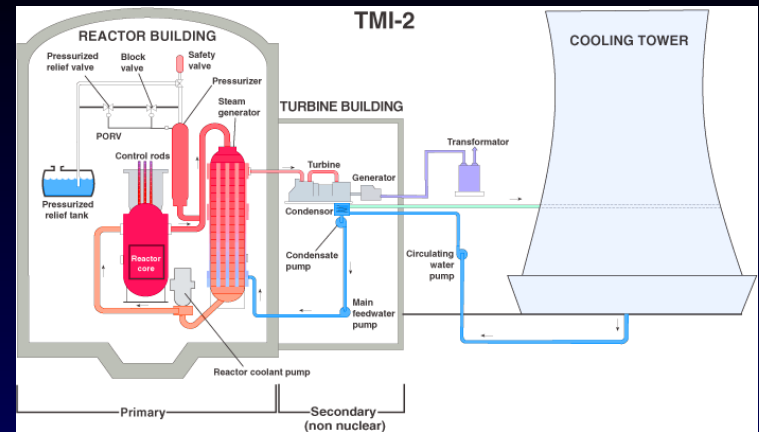 TMI-2
REACTOR BUILDING
COOLING TOWER
Pressurized
relief valve
Block
valve
Safety
valve
Pressurizer
Steam
generator
TURBINE BUILDING
PORV
Control rods
Transformator
Turbine
Generator
Pressurized
relief tank
Condensor
Reactor
core
Condensate
pump
Circulating
water
pump
Main
feedwater
pump
Reactor coolant pump
Primary
Secondary
(non nuclear)